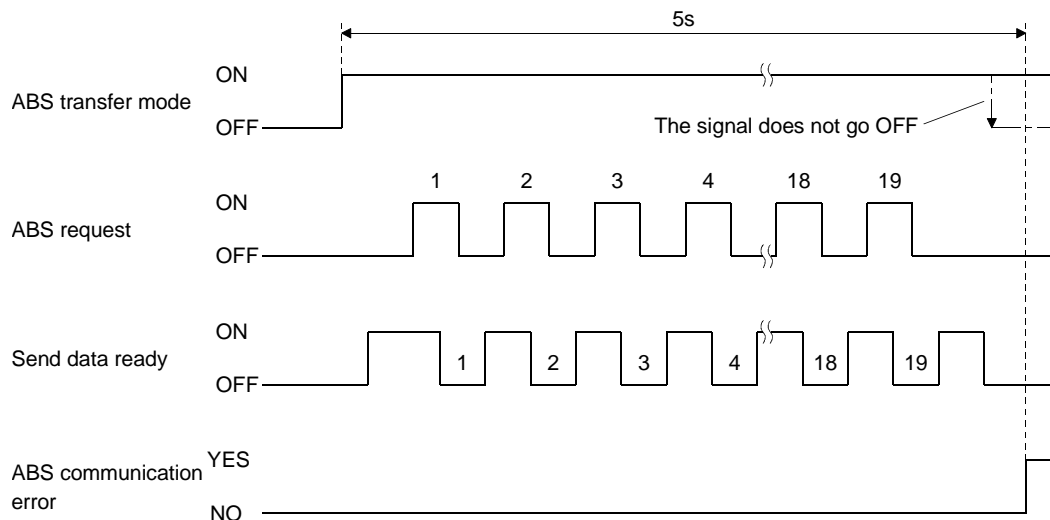 5s
ON
ABS transfer mode
OFF
The signal does not go OFF
1 2 3 4 18 19
ON
ABS request
OFF
ON
Send data ready
1 2 3 4 18 19
OFF
YES
ABS communication
error
NO